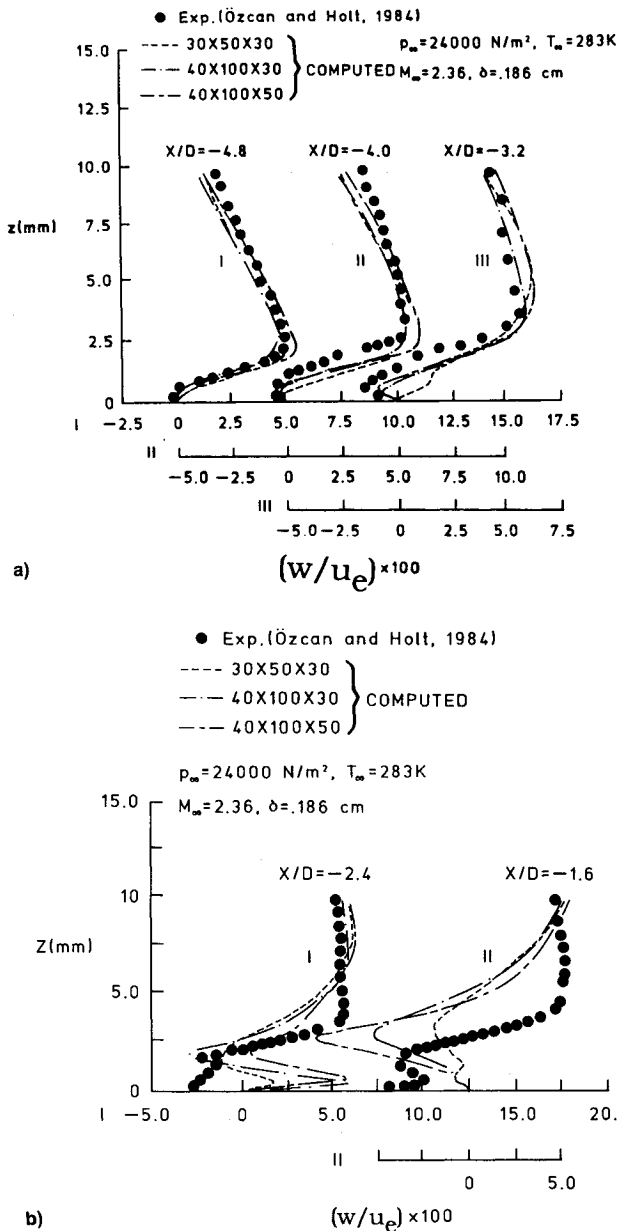 Exp.(Özcan and Holt, 1984)
30X50X30
40X100X30
40X100X50
COMPUTED
p∞=24000 N/m², T∞=283K
M∞=2.36, δ=.186 cm
15.0
12.5
10.0
7.5
5.0
2.5
0
z(mm)
X/D=-4.8
X/D=-4.0
X/D=-3.2
I
II
III
I -2.5 0 2.5 5.0 7.5 10.0 12.5 15.0 17.5
II -5.0 -2.5 0 2.5 5.0 7.5 10.0
III -5.0 -2.5 0 2.5 5.0 7.5
a)
(w/ue) ×100
Exp.(Özcan and Holt, 1984)
30X50X30
40X100X30
40X100X50
COMPUTED
p∞=24000 N/m², T∞=283K
M∞=2.36, δ=.186 cm
15.0
10
5.0
0
Z(mm)
X/D=-2.4
X/D=-1.6
I
II
I -5.0 0 5.0 10.0 15.0 20.
II 0 5.0
b)
(w/ue) ×100